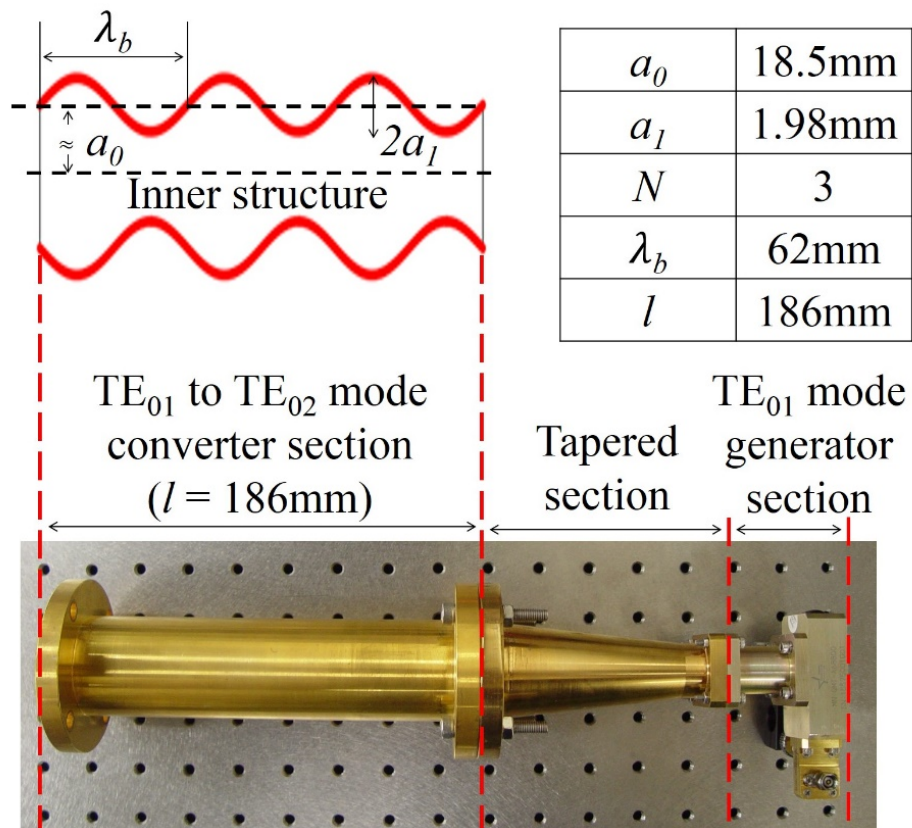 λb
≈ a0
2a1
Inner structure
a0 18.5mm
a1 1.98mm
N 3
λb 62mm
l 186mm
TE01 to TE02 mode
converter section
(l = 186mm)
Tapered
section
TE01 mode
generator
section